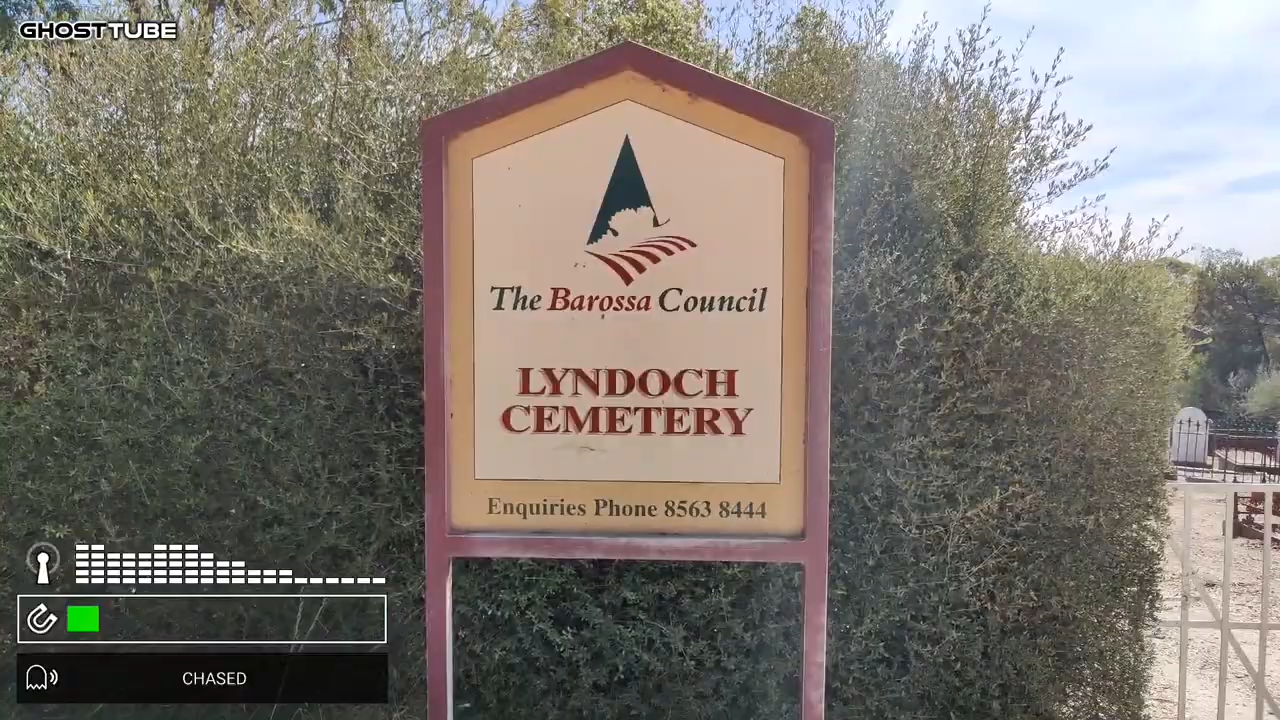 GHOSTTUBE
The Barossa Council
LYNDOCH
CEMETERY
Enquiries Phone 8563 8444
CHASED